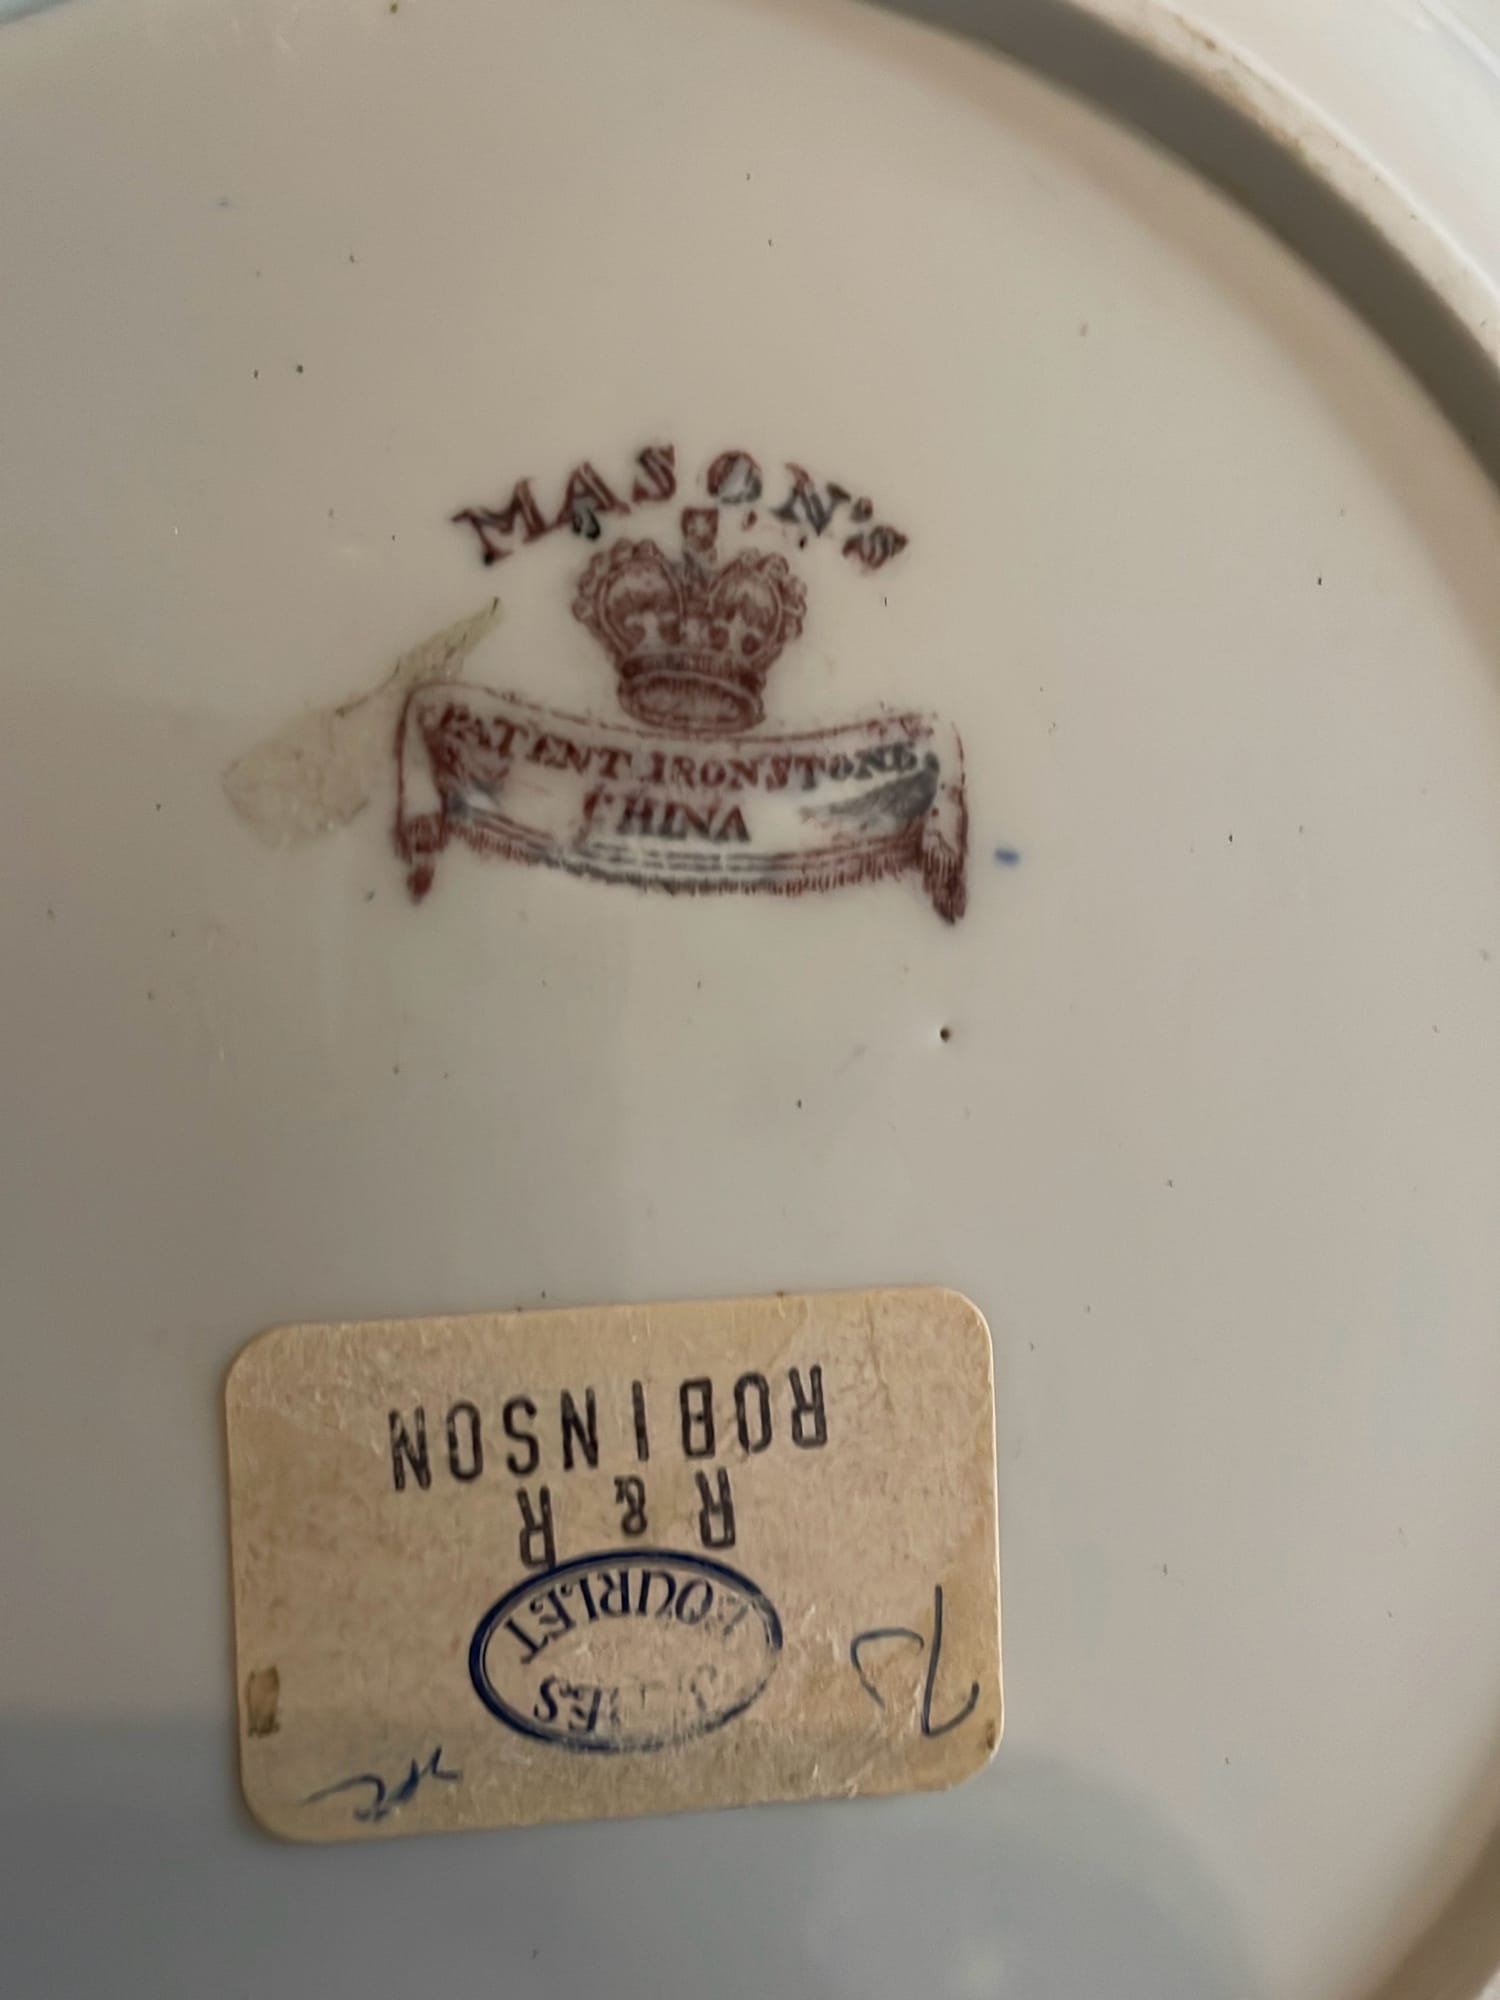 MASON'S
PATENT IRONSTONE
CHINA
ROBINSON
R & R